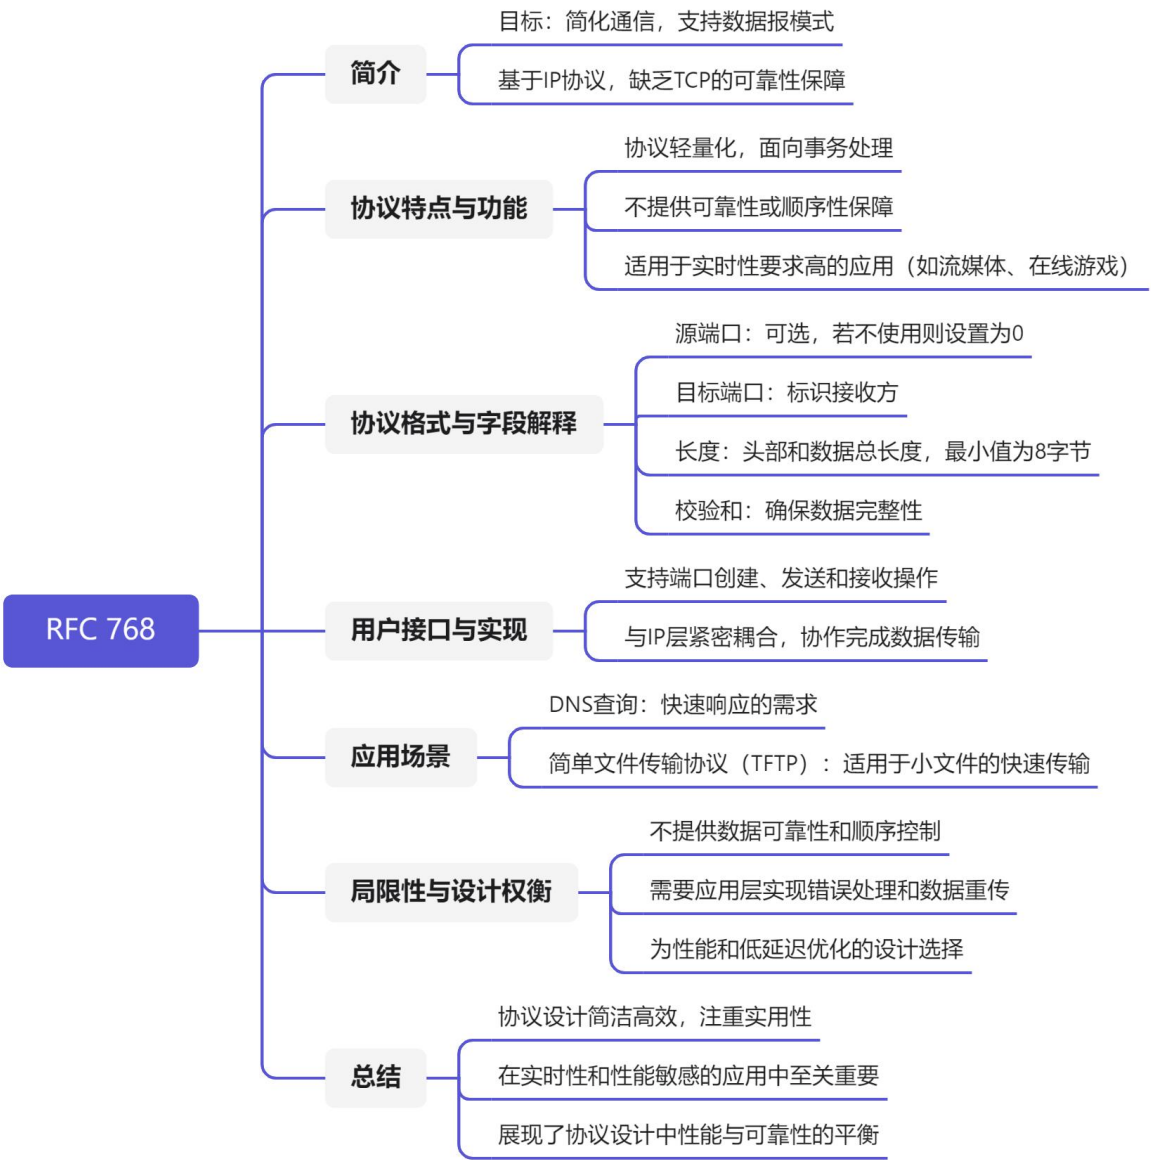 RFC 768
简介
目标：简化通信，支持数据报模式
基于IP协议，缺乏TCP的可靠性保障
协议特点与功能
协议轻量化，面向事务处理
不提供可靠性或顺序性保障
适用于实时性要求高的应用（如流媒体、在线游戏）
协议格式与字段解释
源端口：可选，若不使用则设置为0
目标端口：标识接收方
长度：头部和数据总长度，最小值为8字节
校验和：确保数据完整性
用户接口与实现
支持端口创建、发送和接收操作
与IP层紧密耦合，协作完成数据传输
应用场景
DNS查询：快速响应的需求
简单文件传输协议（TFTP）：适用于小文件的快速传输
局限性与设计权衡
不提供数据可靠性和顺序控制
需要应用层实现错误处理和数据重传
为性能和低延迟优化的设计选择
总结
协议设计简洁高效，注重实用性
在实时性和性能敏感的应用中至关重要
展现了协议设计中性能与可靠性的平衡